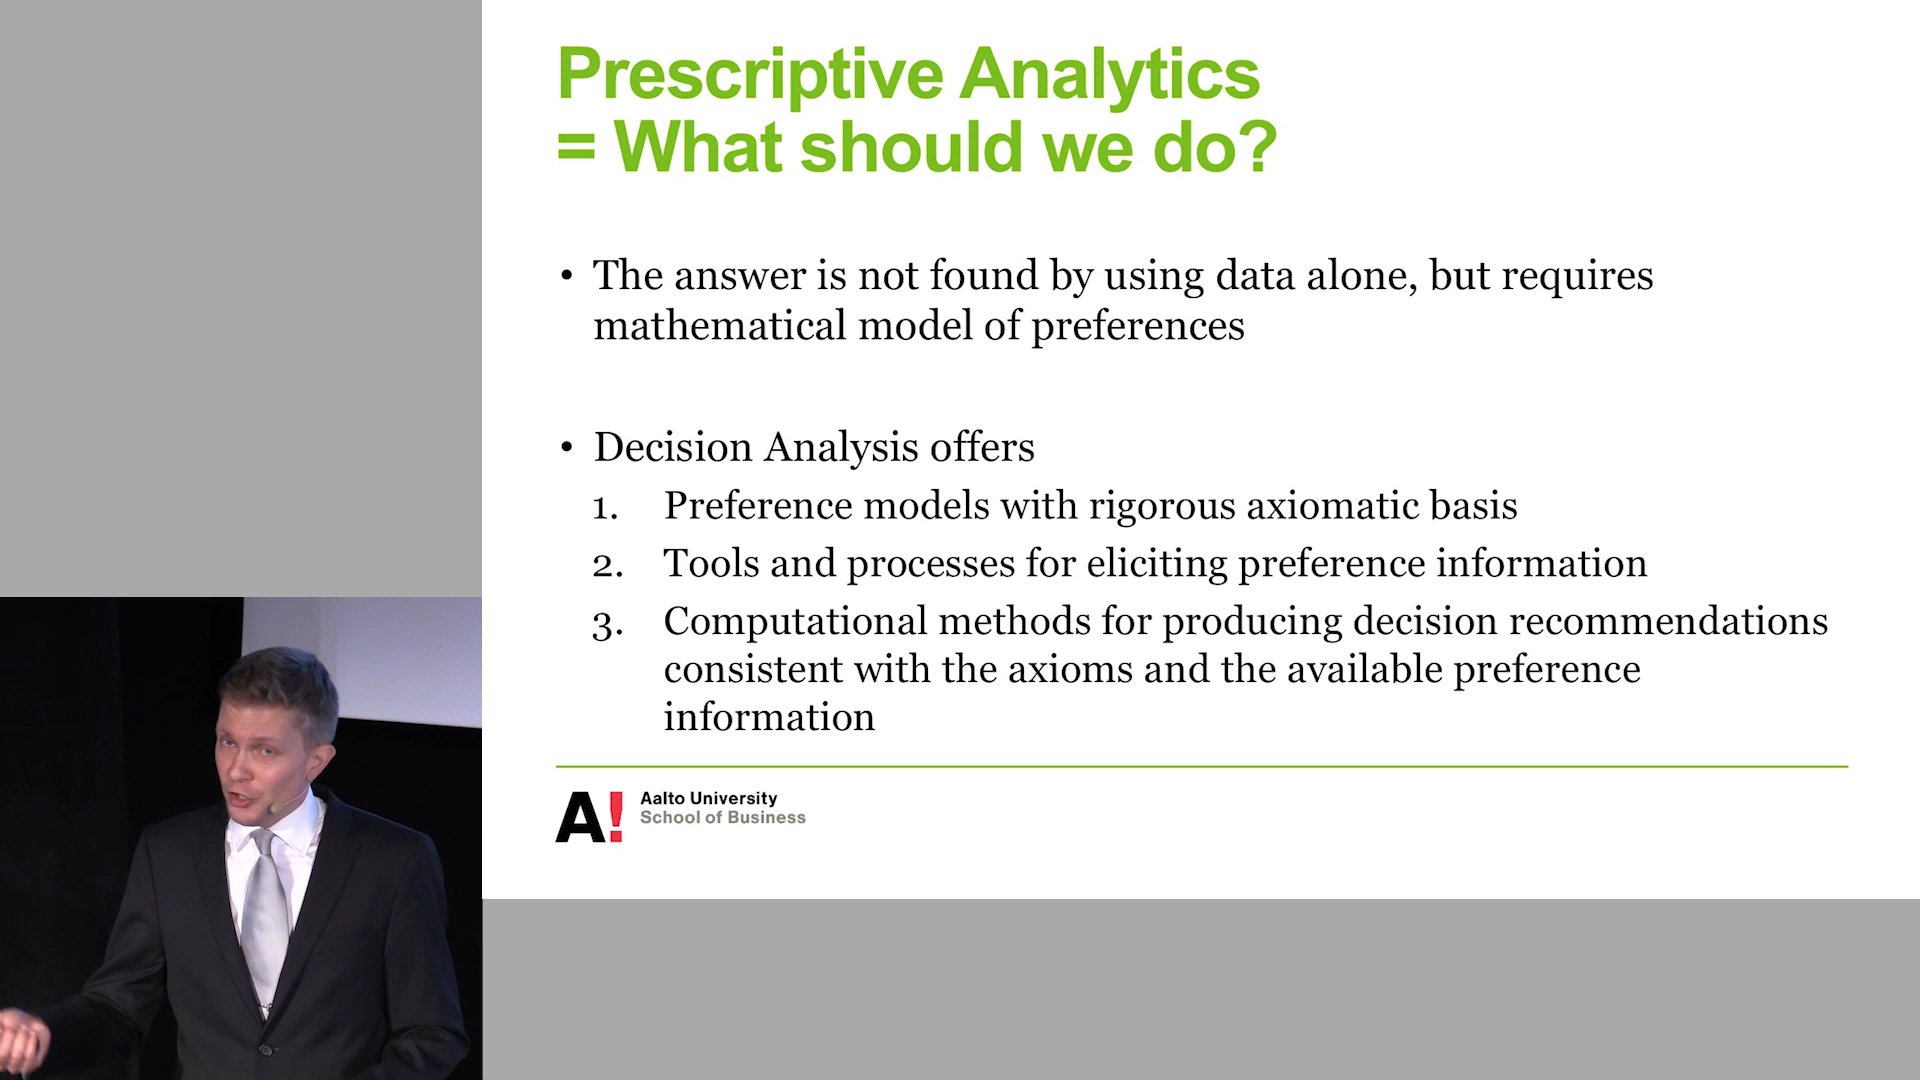 Prescriptive Analytics
= What should we do?
• The answer is not found by using data alone, but requires
mathematical model of preferences
• Decision Analysis offers
1. Preference models with rigorous axiomatic basis
2. Tools and processes for eliciting preference information
3. Computational methods for producing decision recommendations
consistent with the axioms and the available preference
information
A! Aalto University
School of Business